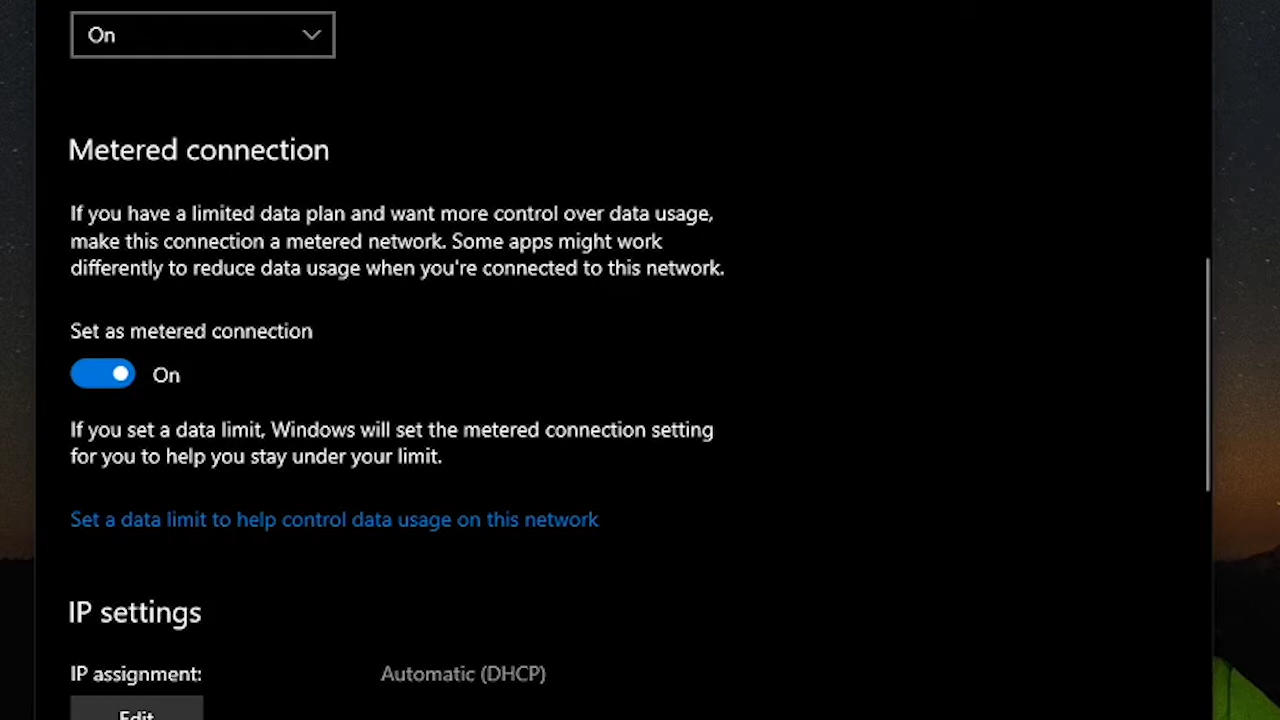 On
Metered connection
If you have a limited data plan and want more control over data usage,
make this connection a metered network. Some apps might work
differently to reduce data usage when you're connected to this network.
Set as metered connection
On
If you set a data limit, Windows will set the metered connection setting
for you to help you stay under your limit.
Set a data limit to help control data usage on this network
IP settings
IP assignment: Automatic (DHCP)
Edit